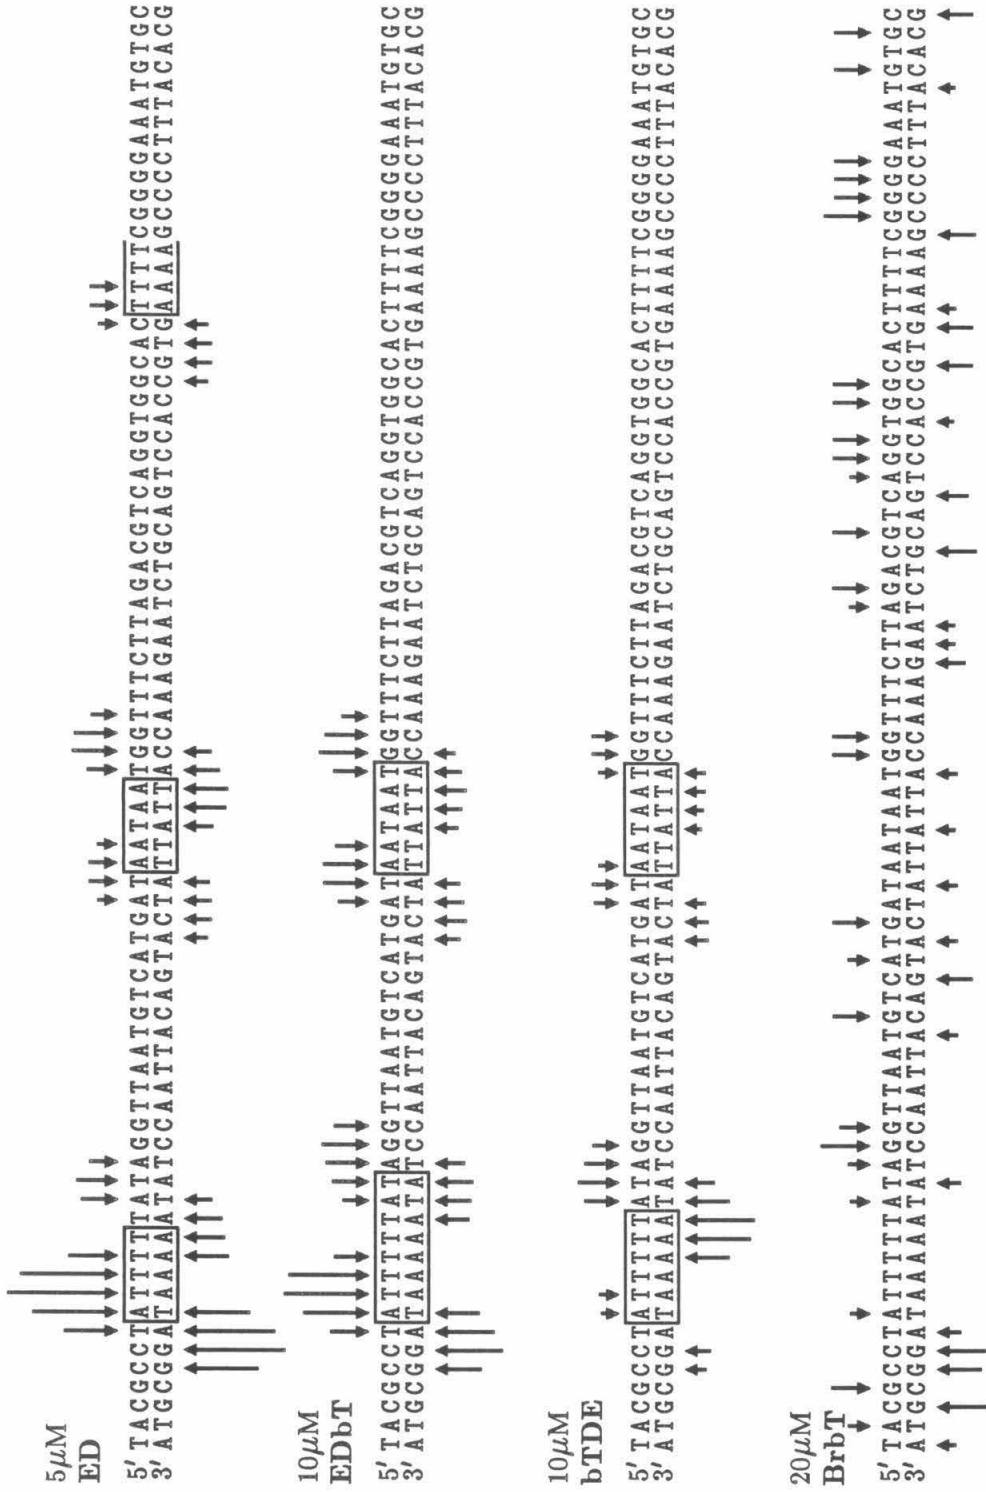 5μM
ED
5' TACGCCTATTTTTATAGGTTAATGTCATGATAATAATGGTTTCTTAGACGTCAGGTGGCACTTTTCGGGGAAATGTGC
3' ATGCGGATAAAAATATCCAATTACAGTACTATTATTACCAAAGAATCTGCAGTCCACCGTGAAAAGCCCCTTTACACG
10μM
EDbT
5' TACGCCTATTTTTATAGGTTAATGTCATGATAATAATGGTTTCTTAGACGTCAGGTGGCACTTTTCGGGGAAATGTGC
3' ATGCGGATAAAAATATCCAATTACAGTACTATTATTACCAAAGAATCTGCAGTCCACCGTGAAAAGCCCCTTTACACG
10μM
bTDE
5' TACGCCTATTTTTATAGGTTAATGTCATGATAATAATGGTTTCTTAGACGTCAGGTGGCACTTTTCGGGGAAATGTGC
3' ATGCGGATAAAAATATCCAATTACAGTACTATTATTACCAAAGAATCTGCAGTCCACCGTGAAAAGCCCCTTTACACG
20μM
BrbT
5' TACGCCTATTTTTATAGGTTAATGTCATGATAATAATGGTTTCTTAGACGTCAGGTGGCACTTTTCGGGGAAATGTGC
3' ATGCGGATAAAAATATCCAATTACAGTACTATTATTACCAAAGAATCTGCAGTCCACCGTGAAAAGCCCCTTTACACG